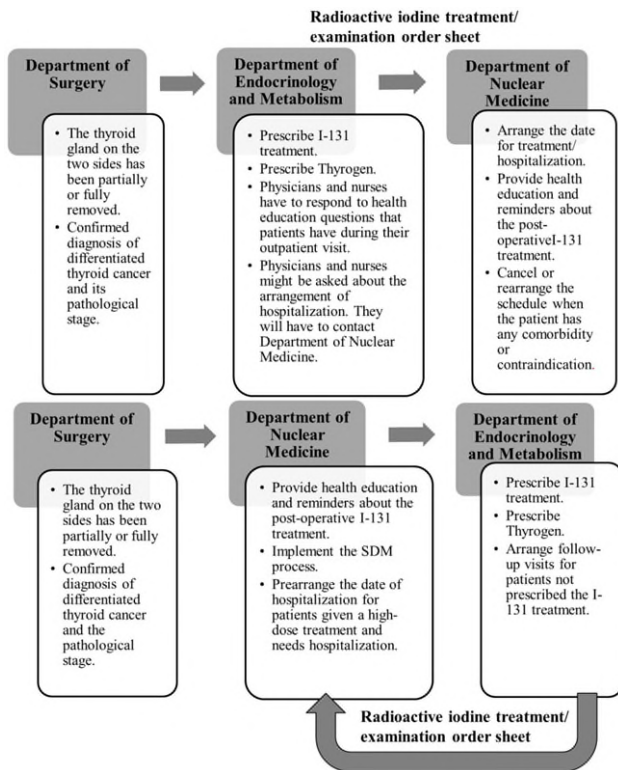 Radioactive iodine treatment/
examination order sheet
Department of
Surgery
• The thyroid
gland on the
two sides has
been partially
or fully
removed.
• Confirmed
diagnosis of
differentiated
thyroid cancer
and its
pathological
stage.
Department of
Endocrinology
and Metabolism
• Prescribe I-131
treatment.
• Prescribe Thyrogen.
• Physicians and nurses
have to respond to health
education questions that
patients have during their
outpatient visit.
• Physicians and nurses
might be asked about the
arrangement of
hospitalization. They
will have to contact
Department of Nuclear
Medicine.
Department of
Nuclear
Medicine
• Arrange the date
for treatment/
hospitalization.
• Provide health
education and
reminders about
the post-
operativeI-131
treatment.
• Cancel or
rearrange the
schedule when
the patient has
any comorbidity
or
contraindication.
Department of
Surgery
• The thyroid
gland on the two
sides has been
partially or fully
removed.
• Confirmed
diagnosis of
differentiated
thyroid cancer
and the
pathological
stage.
Department of
Nuclear
Medicine
• Provide health education
and reminders about the
post-operative I-131
treatment.
• Implement the SDM
process.
• Prearrange the date of
hospitalization for
patients given a high-
dose treatment and
needs hospitalization.
Department of
Endocrinology
and Metabolism
• Prescribe I-131
treatment.
• Prescribe
Thyrogen.
• Arrange follow-
up visits for
patients not
prescribed the I-
131 treatment.
Radioactive iodine treatment/
examination order sheet